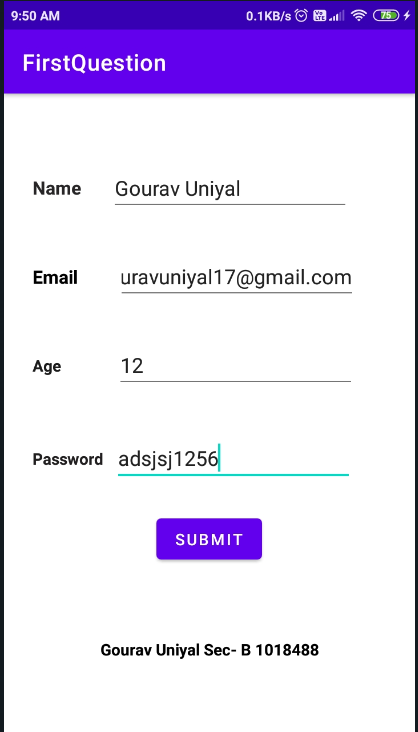 9:50 AM 0.1KB/s 75
FirstQuestion
Name Gourav Uniyal
Email uravuniyal17@gmail.com
Age 12
Password adsjsj1256
SUBMIT
Gourav Uniyal Sec- B 1018488